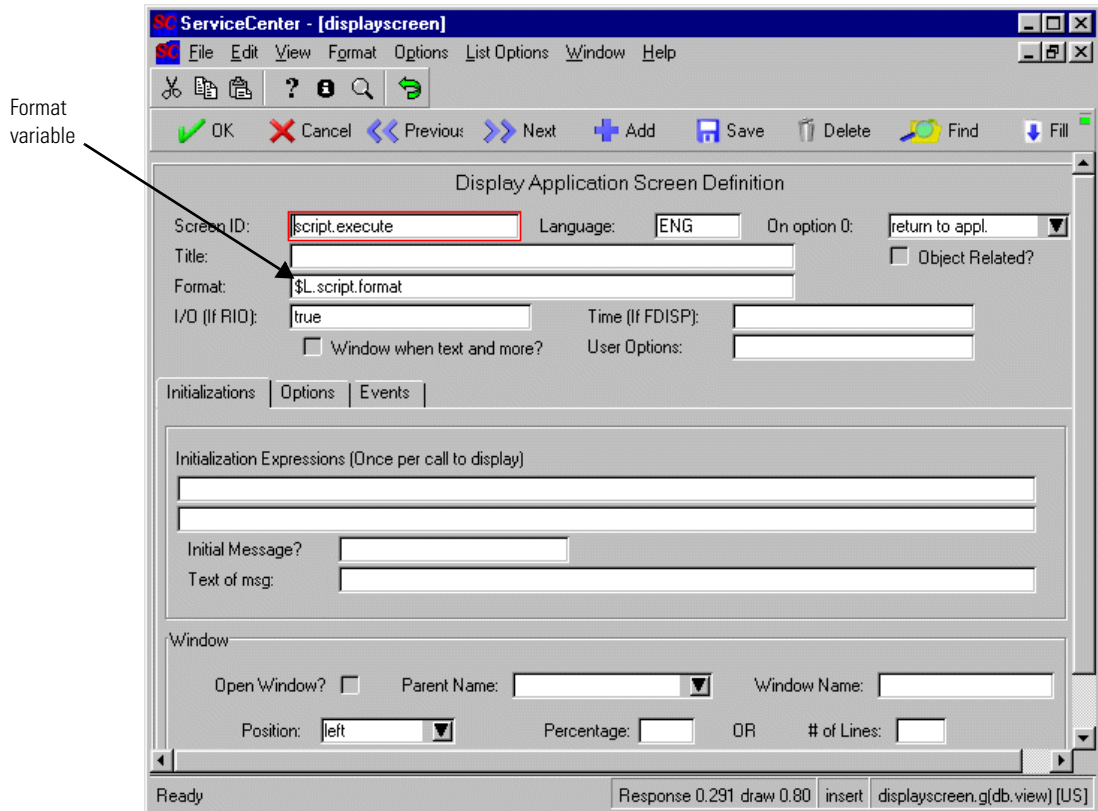 SC ServiceCenter - [displayscreen]
SC File Edit View Format Options List Options Window Help
Format
variable
OK Cancel Previous Next Add Save Delete Find Fill
Display Application Screen Definition
Screen ID: script.execute Language: ENG On option 0: return to appl.
Title: Object Related?
Format: $L.script.format
I/O (If RIO): true Time (If FDISP):
Window when text and more? User Options:
Initializations Options Events
Initialization Expressions (Once per call to display)
Initial Message?
Text of msg:
Window
Open Window? Parent Name: Window Name:
Position: left Percentage: OR # of Lines:
Ready Response 0.291 draw 0.80 insert displayscreen.g(db.view) [US]